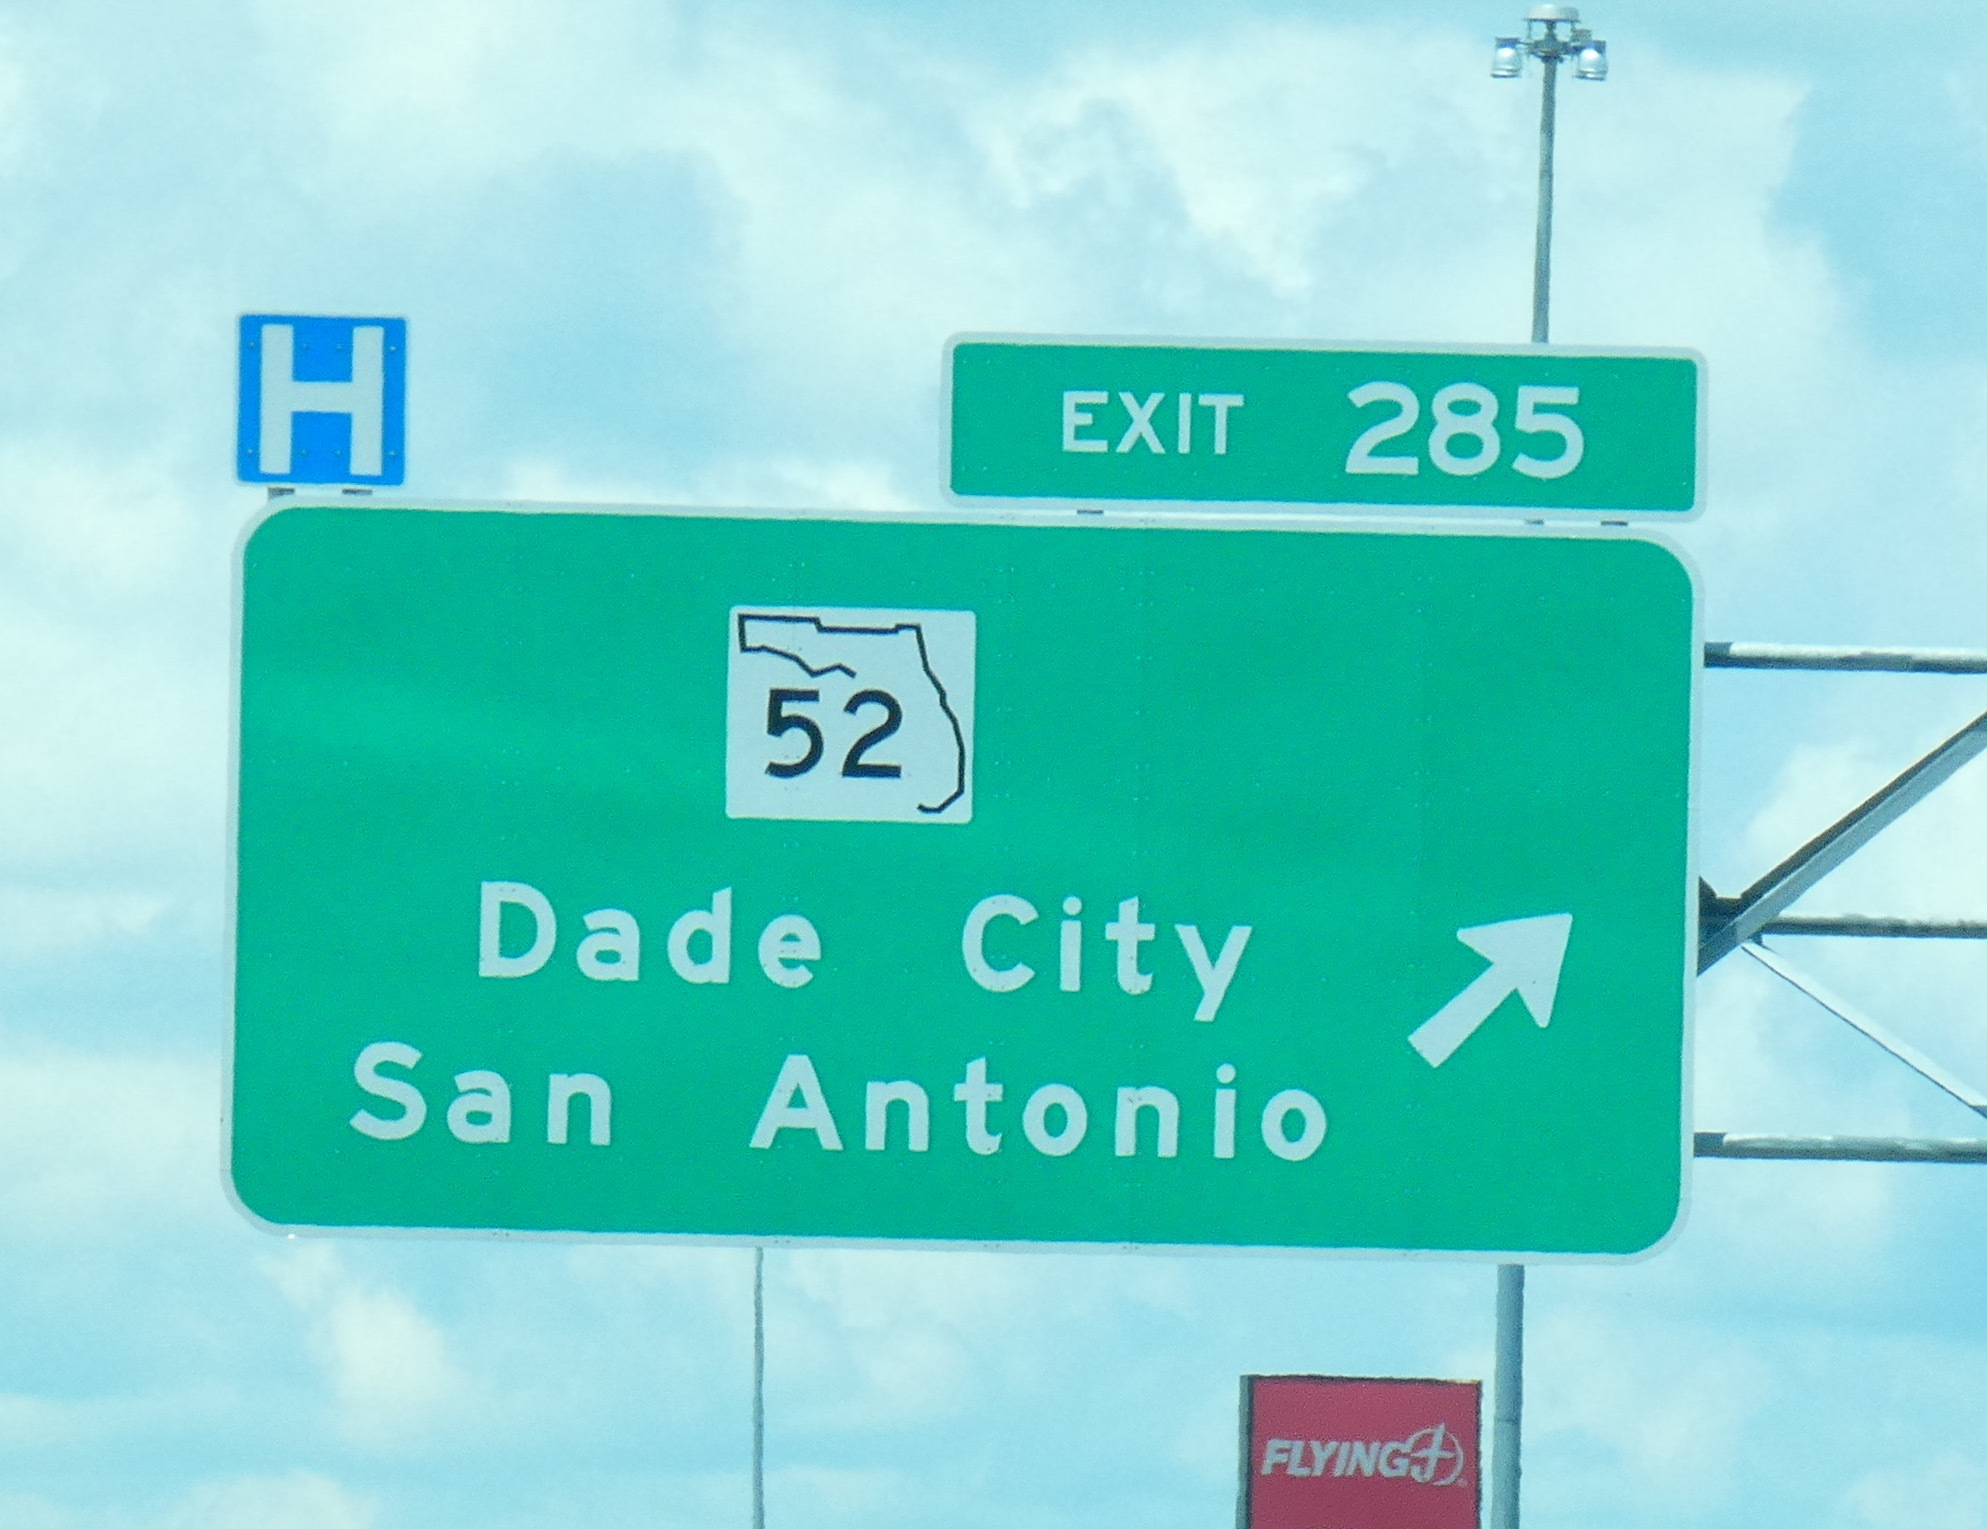 H
EXIT 285
52
Dade City
San Antonio
FLYING J